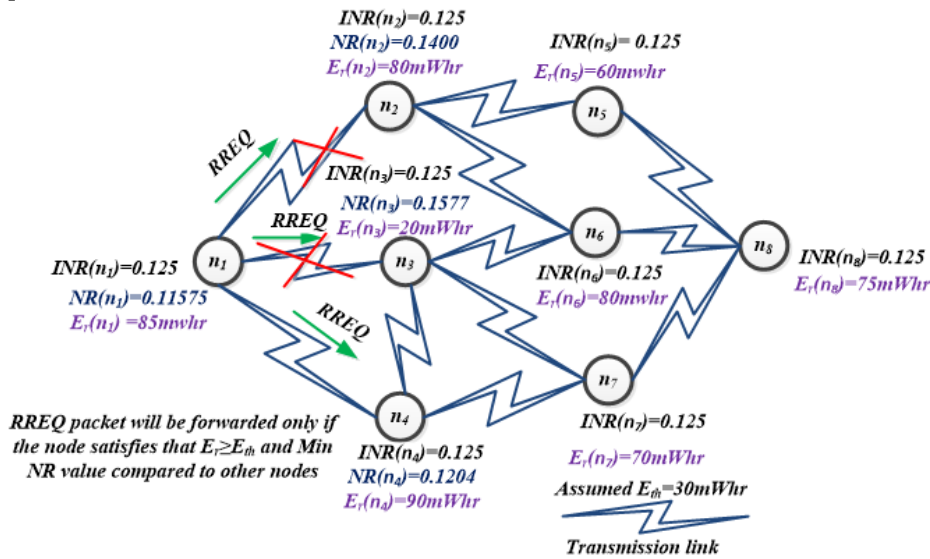 INR(n₂)=0.125
NR(n₂)=0.1400
Eᵣ(n₂)=80mWhr
INR(n₅)= 0.125
Eᵣ(n₅)=60mwhr
n₂
n₅
RREQ
INR(n₃)=0.125
NR(n₃)=0.1577
Eᵣ(n₃)=20mWhr
RREQ
n₁
n₃
n₆
n₈
INR(n₁)=0.125
NR(n₁)=0.11575
Eᵣ(n₁) =85mwhr
INR(n₆)=0.125
Eᵣ(n₆)=80mwhr
INR(n₈)=0.125
Eᵣ(n₈)=75mWhr
RREQ
n₇
n₄
INR(n₇)=0.125
Eᵣ(n₇)=70mWhr
RREQ packet will be forwarded only if
the node satisfies that Eᵣ≥Eₜₕ and Min
NR value compared to other nodes
INR(n₄)=0.125
NR(n₄)=0.1204
Eᵣ(n₄)=90mWhr
Assumed Eₜₕ=30mWhr
Transmission link